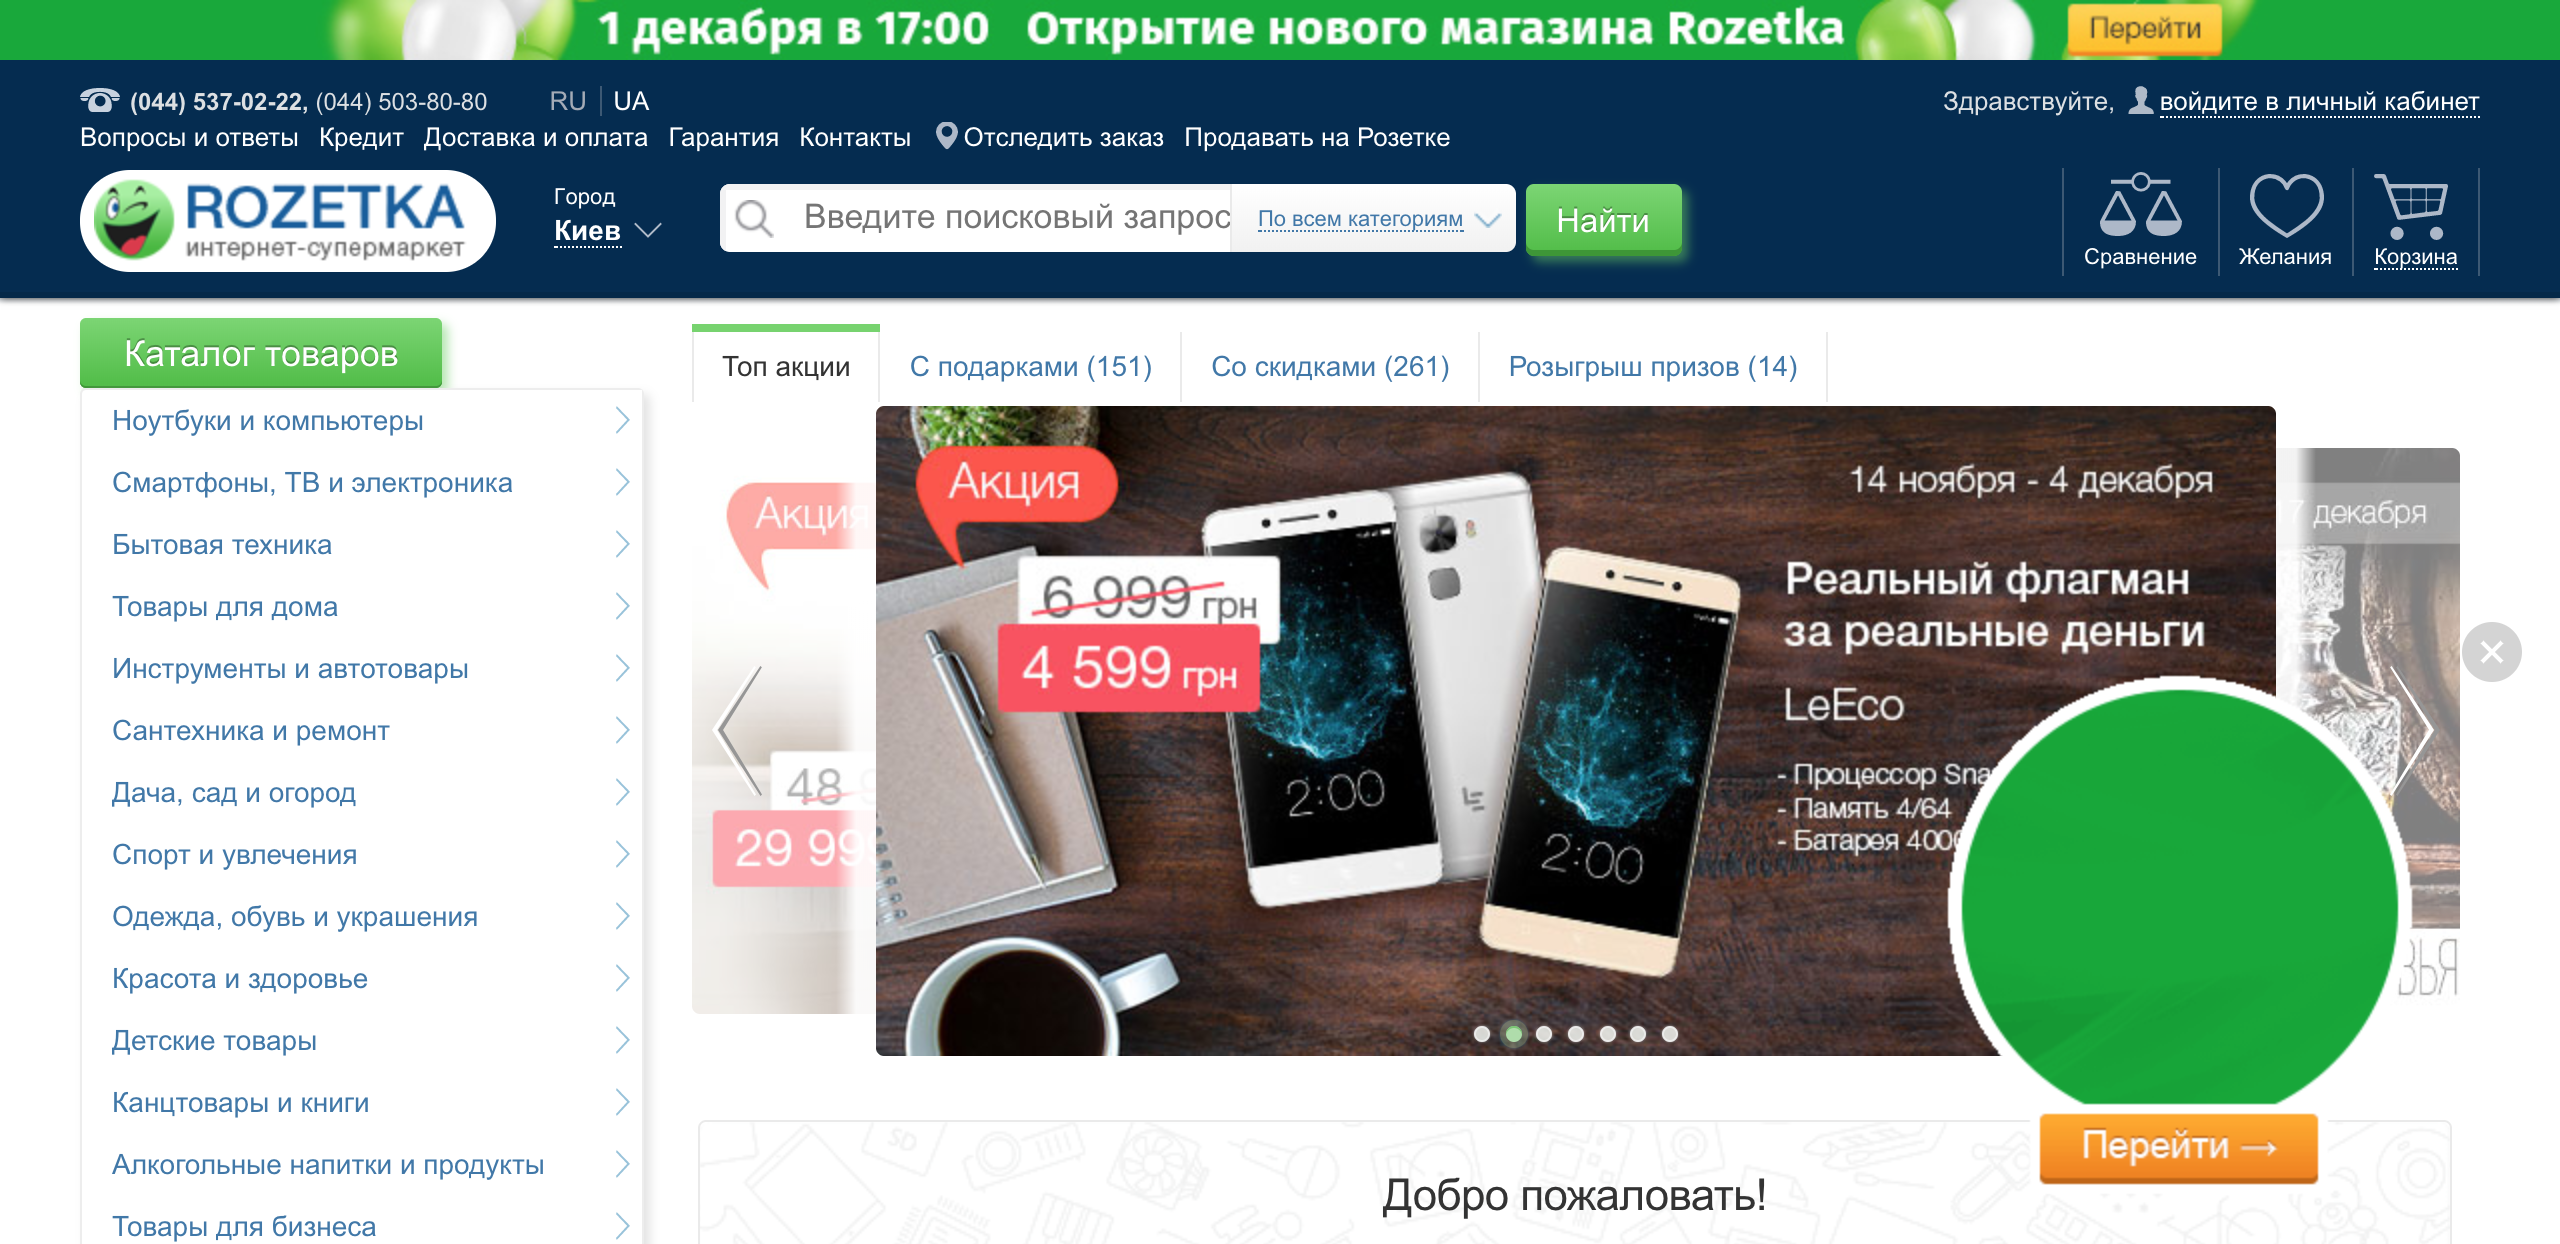 1 декабря в 17:00 Открытие нового магазина Rozetka
Перейти
(044) 537-02-22, (044) 503-80-80
RU UA
Здравствуйте, войдите в личный кабинет
Вопросы и ответы Кредит Доставка и оплата Гарантия Контакты Отследить заказ Продавать на Розетке
ROZETKA
интернет-супермаркет
Город
Киев
Введите поисковый запрос
По всем категориям
Найти
Сравнение
Желания
Корзина
Каталог товаров
Ноутбуки и компьютеры
Смартфоны, ТВ и электроника
Бытовая техника
Товары для дома
Инструменты и автотовары
Сантехника и ремонт
Дача, сад и огород
Спорт и увлечения
Одежда, обувь и украшения
Красота и здоровье
Детские товары
Канцтовары и книги
Алкогольные напитки и продукты
Товары для бизнеса
Топ акции
С подарками (151)
Со скидками (261)
Розыгрыш призов (14)
Акция
48
29 99
Акция
6 999 грн
4 599 грн
2:00
2:00
14 ноября - 4 декабря
Реальный флагман
за реальные деньги
LeEco
- Процессор
- Память 4/64
- Батарея
7 декабря
Перейти →
SD
Добро пожаловать!